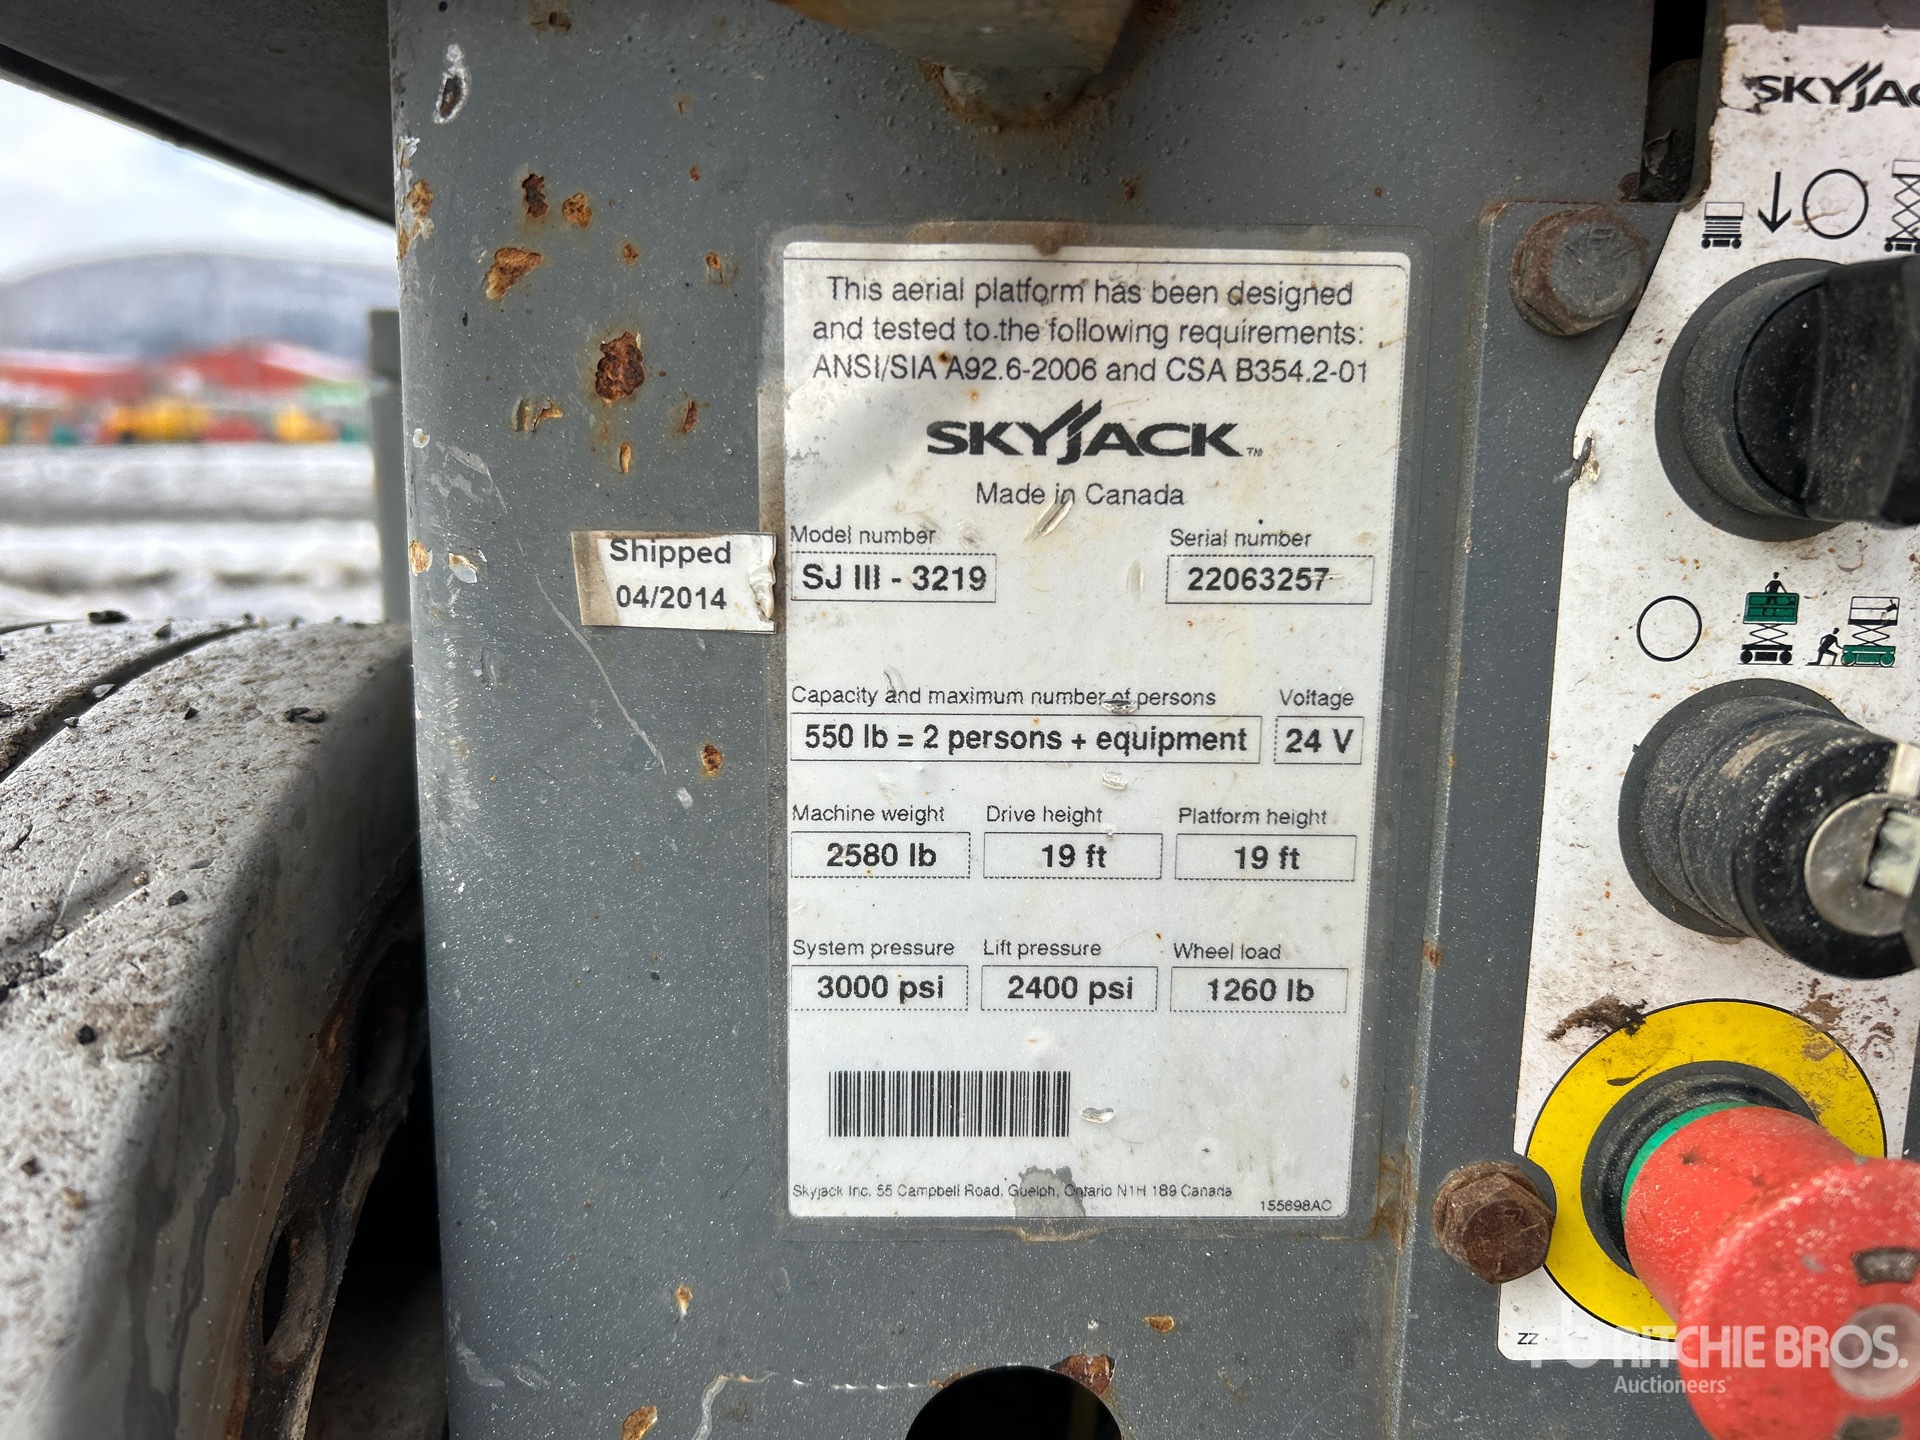 SKYJAC
This aerial platform has been designed
and tested to the following requirements:
ANSI/SIA A92.6-2006 and CSA B354.2-01
SKYJACK™
Made in Canada
Model number Serial number
SJ III - 3219 22063257
Shipped
04/2014
Capacity and maximum number of persons Voltage
550 lb = 2 persons + equipment 24 V
Machine weight Drive height Platform height
2580 lb 19 ft 19 ft
System pressure Lift pressure Wheel load
3000 psi 2400 psi 1260 lb
Skyjack Inc. 55 Campbell Road, Guelph, Ontario N1H 1B9 Canada
155698AC
ZZ
RITCHIE BROS.
Auctioneers